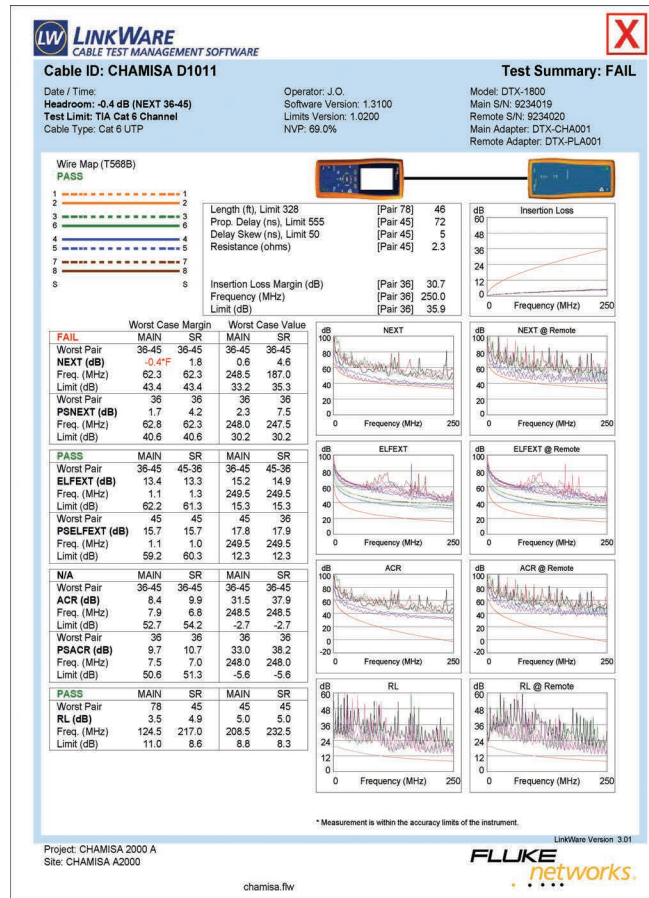 LW LINKWARE
CABLE TEST MANAGEMENT SOFTWARE
X
Cable ID: CHAMISA D1011
Test Summary: FAIL
Date / Time:
Headroom: -0.4 dB (NEXT 36-45)
Test Limit: TIA Cat 6 Channel
Cable Type: Cat 6 UTP
Operator: J.O.
Software Version: 1.3100
Limits Version: 1.0200
NVP: 69.0%
Model: DTX-1800
Main S/N: 9234019
Remote S/N: 9234020
Main Adapter: DTX-CHA001
Remote Adapter: DTX-PLA001
Wire Map (T568B)
PASS
1 1
2 2
3 3
6 6
4 4
5 5
7 7
8 8
S S
Length (ft), Limit 328 [Pair 78] 46
Prop. Delay (ns), Limit 555 [Pair 45] 72
Delay Skew (ns), Limit 50 [Pair 45] 5
Resistance (ohms) [Pair 45] 2.3
Insertion Loss Margin (dB) [Pair 36] 30.7
Frequency (MHz) [Pair 36] 250.0
Limit (dB) [Pair 36] 35.9
dB Insertion Loss
60
48
36
24
12
0
0 Frequency (MHz) 250
Worst Case Margin Worst Case Value
FAIL MAIN SR MAIN SR
Worst Pair 36-45 36-45 36-45 36-45
NEXT (dB) -0.4*F 1.8 0.6 4.6
Freq. (MHz) 62.3 62.3 248.5 187.0
Limit (dB) 43.4 43.4 33.2 35.3
Worst Pair 36 36 36 36
PSNEXT (dB) 1.7 4.2 2.3 7.5
Freq. (MHz) 62.8 62.3 248.0 247.5
Limit (dB) 40.6 40.6 30.2 30.2
PASS MAIN SR MAIN SR
Worst Pair 36-45 45-36 36-45 45-36
ELFEXT (dB) 13.4 13.3 15.2 14.9
Freq. (MHz) 1.1 1.3 249.5 249.5
Limit (dB) 62.2 61.3 15.3 15.3
Worst Pair 45 45 45 36
PSELFEXT (dB) 15.7 15.7 17.8 17.9
Freq. (MHz) 1.1 1.0 249.5 249.5
Limit (dB) 59.2 60.3 12.3 12.3
N/A MAIN SR MAIN SR
Worst Pair 36-45 36-45 36-45 36-45
ACR (dB) 8.4 9.9 31.5 37.9
Freq. (MHz) 7.9 6.8 248.5 248.5
Limit (dB) 52.7 54.2 -2.7 -2.7
Worst Pair 36 36 36 36
PSACR (dB) 9.7 10.7 33.0 38.2
Freq. (MHz) 7.5 7.0 248.0 248.0
Limit (dB) 50.6 51.3 -5.6 -5.6
PASS MAIN SR MAIN SR
Worst Pair 78 45 45 45
RL (dB) 3.5 4.9 5.0 5.0
Freq. (MHz) 124.5 217.0 208.5 232.5
Limit (dB) 11.0 8.6 8.8 8.3
dB NEXT
100
80
60
40
20
0
0 Frequency (MHz) 250
dB NEXT @ Remote
100
80
60
40
20
0
0 Frequency (MHz) 250
dB ELFEXT
100
80
60
40
20
0
0 Frequency (MHz) 250
dB ELFEXT @ Remote
100
80
60
40
20
0
0 Frequency (MHz) 250
dB ACR
100
80
60
40
20
0
-20
0 Frequency (MHz) 250
dB ACR @ Remote
100
80
60
40
20
0
-20
0 Frequency (MHz) 250
dB RL
60
48
36
24
12
0
0 Frequency (MHz) 250
dB RL @ Remote
60
48
36
24
12
0
0 Frequency (MHz) 250
* Measurement is within the accuracy limits of the instrument.
LinkWare Version 3.01
Project: CHAMISA 2000 A
Site: CHAMISA A2000
FLUKE
networks.
chamisa.flw